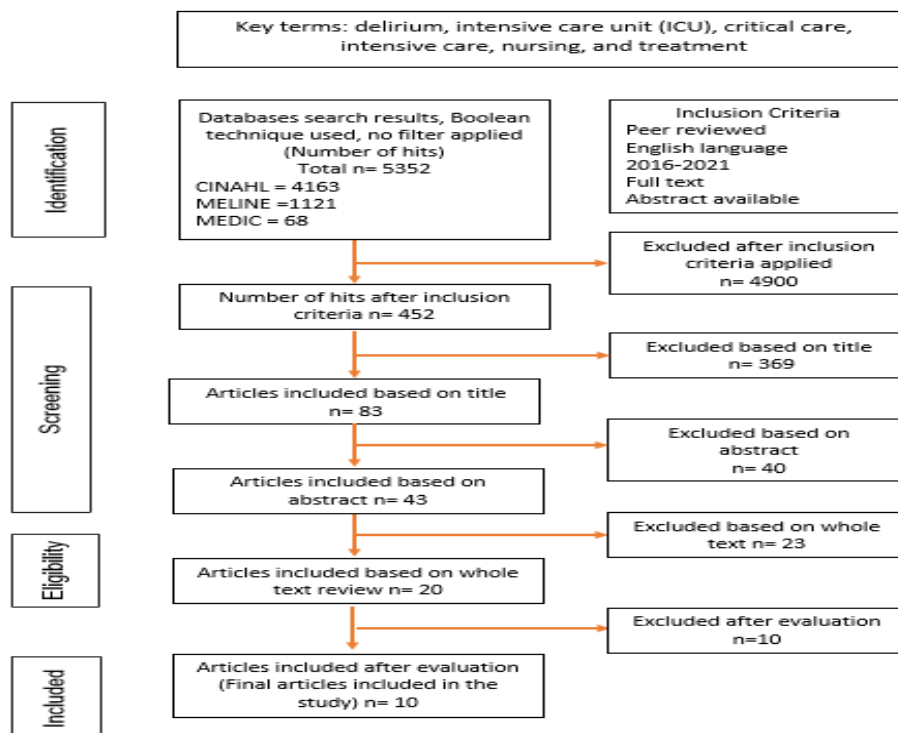 Key terms: delirium, intensive care unit (ICU), critical care,
intensive care, nursing, and treatment
Identification
Databases search results, Boolean
technique used, no filter applied
(Number of hits)
Total n= 5352
CINAHL = 4163
MELINE =1121
MEDIC = 68
Inclusion Criteria
Peer reviewed
English language
2016-2021
Full text
Abstract available
Excluded after inclusion
criteria applied
n= 4900
Screening
Number of hits after inclusion
criteria n= 452
Excluded based on title
n= 369
Articles included based on title
n= 83
Excluded based on
abstract
n= 40
Articles included based on
abstract n= 43
Excluded based on whole
text n= 23
Eligibility
Articles included based on whole
text review n= 20
Excluded after evaluation
n=10
Included
Articles included after evaluation
(Final articles included in the
study) n= 10